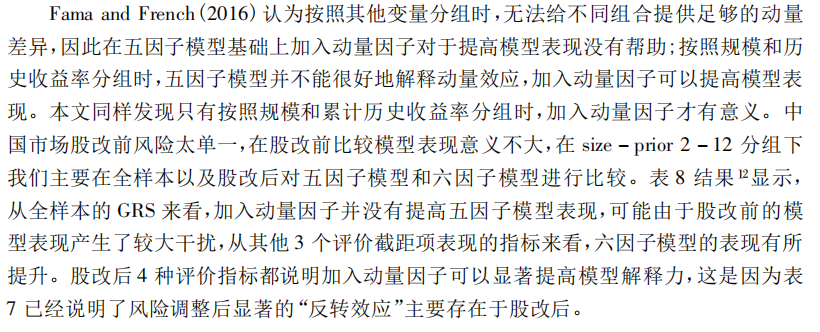 Fama and French(2016)认为按照其他变量分组时,无法给不同组合提供足够的动量
差异,因此在五因子模型基础上加入动量因子对于提高模型表现没有帮助;按照规模和历
史收益率分组时,五因子模型并不能很好地解释动量效应,加入动量因子可以提高模型表
现。本文同样发现只有按照规模和累计历史收益率分组时,加入动量因子才有意义。中
国市场股改前风险太单一,在股改前比较模型表现意义不大,在 size - prior 2 - 12 分组下
我们主要在全样本以及股改后对五因子模型和六因子模型进行比较。表 8 结果¹²显示,
从全样本的 GRS 来看,加入动量因子并没有提高五因子模型表现,可能由于股改前的模
型表现产生了较大干扰,从其他 3 个评价截距项表现的指标来看,六因子模型的表现有所
提升。股改后 4 种评价指标都说明加入动量因子可以显著提高模型解释力,这是因为表
7 已经说明了风险调整后显著的“反转效应”主要存在于股改后。